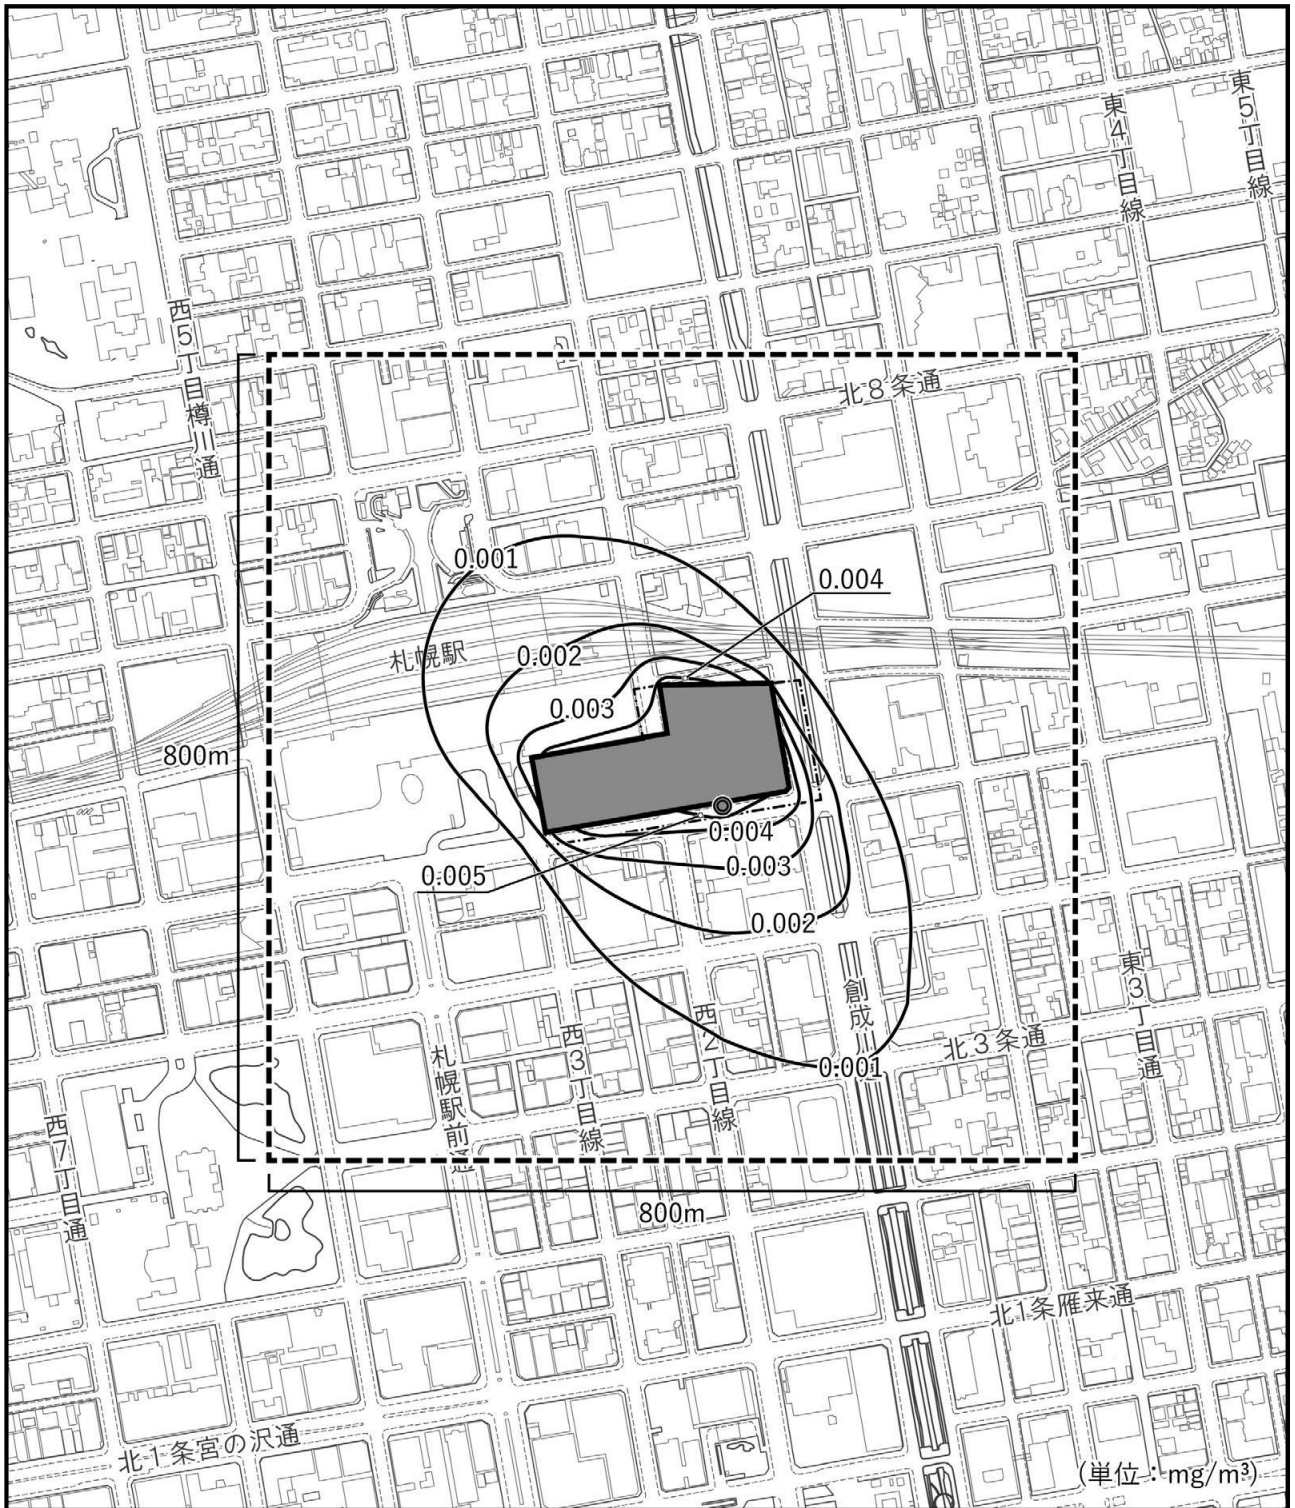 東5丁目線
東4丁目線
西5丁目樽川通
北8条通
0.001
0.004
札幌駅
0.002
0.003
800m
0.004
0.003
0.005
0.002
創成川
東3丁目通
西2丁目線
西3丁目線
北3条通
札幌駅前通
0.001
西7丁目通
800m
北1条雁来通
北1条宮の沢通
(単位：mg/m³)